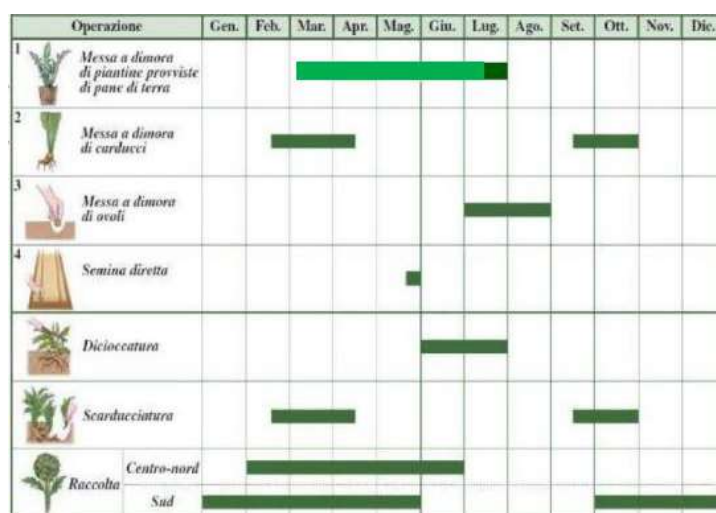 Operazione Gen. Feb. Mar. Apr. Mag. Giu. Lug. Ago. Set. Ott. Nov. Dic.
1
Messa a dimora
di piantine provviste
di pane di terra
2
Messa a dimora
di carducci
3
Messa a dimora
di ovoli
4
Semina diretta
Dicioccatura
Scarducciatura
Raccolta
Centro-nord
Sud